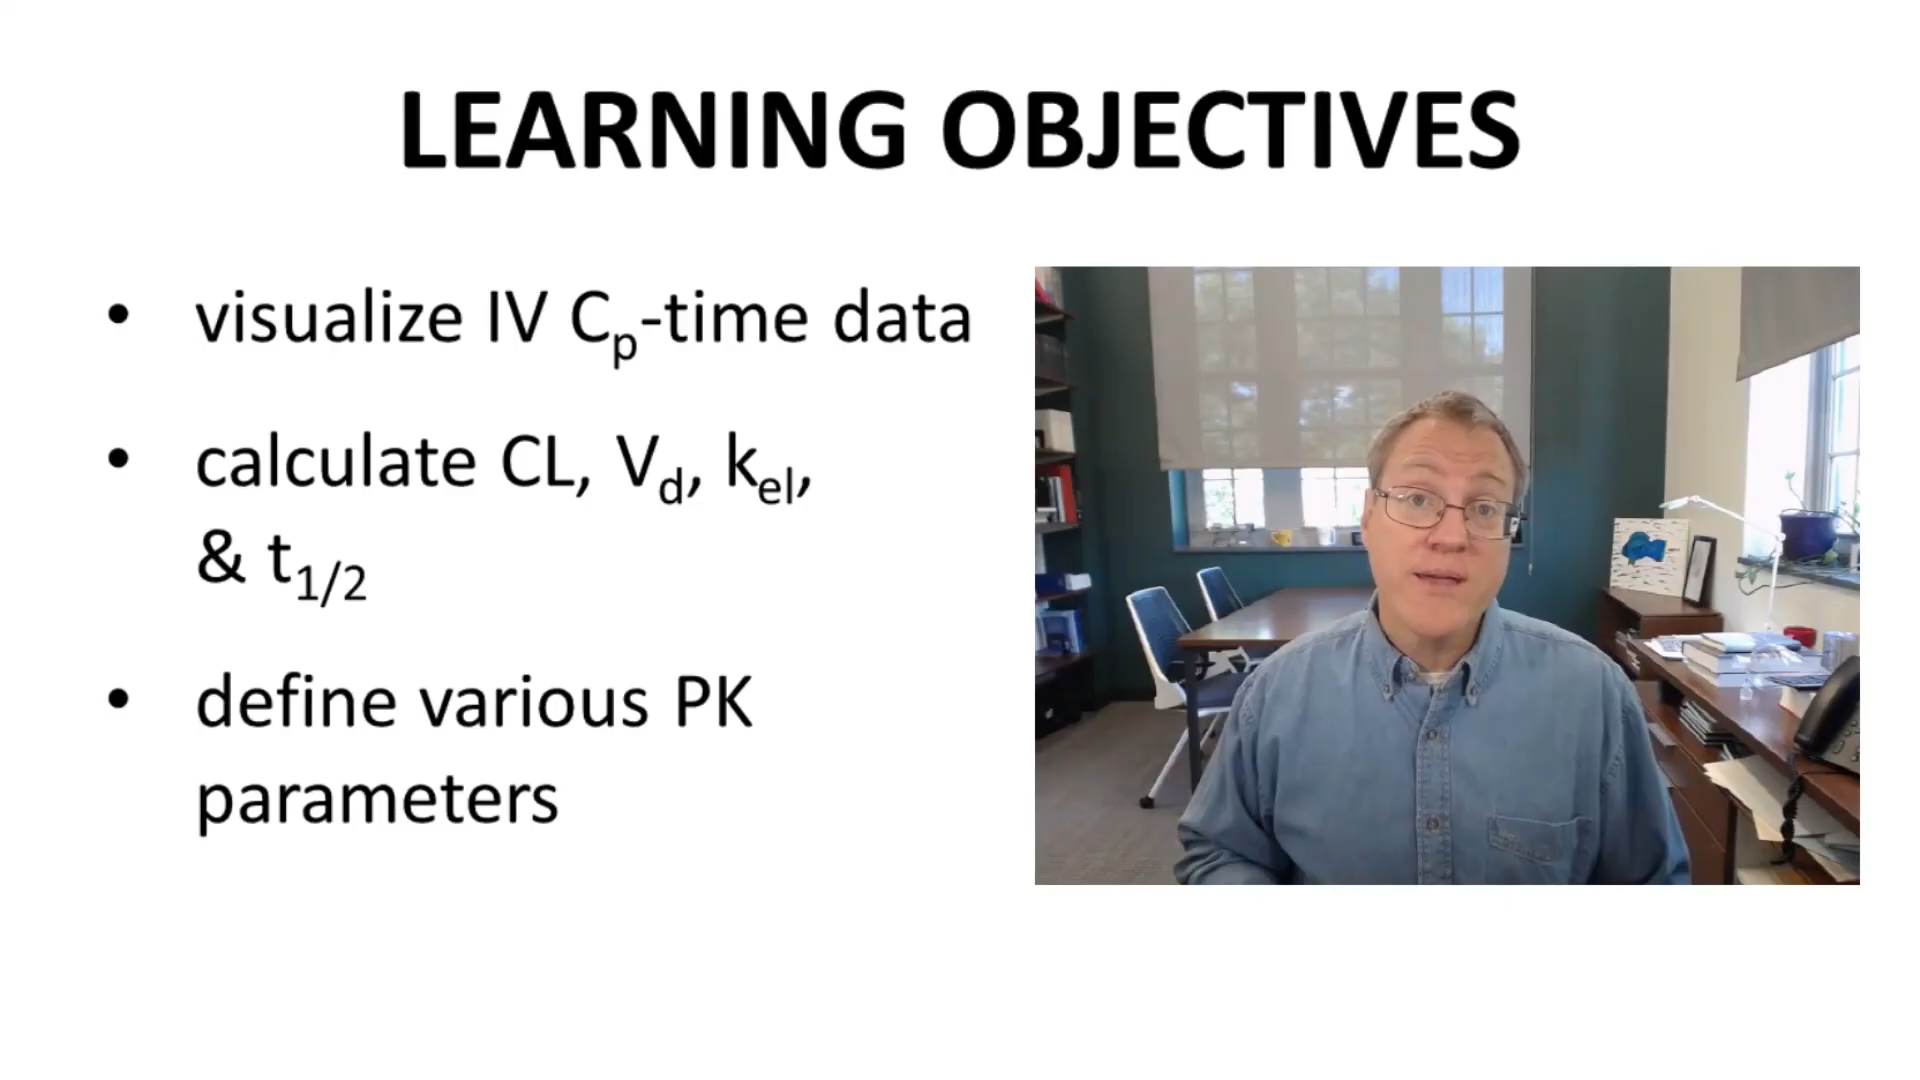 LEARNING OBJECTIVES
• visualize IV Cp-time data
• calculate CL, Vd, kel,
& t1/2
• define various PK
parameters